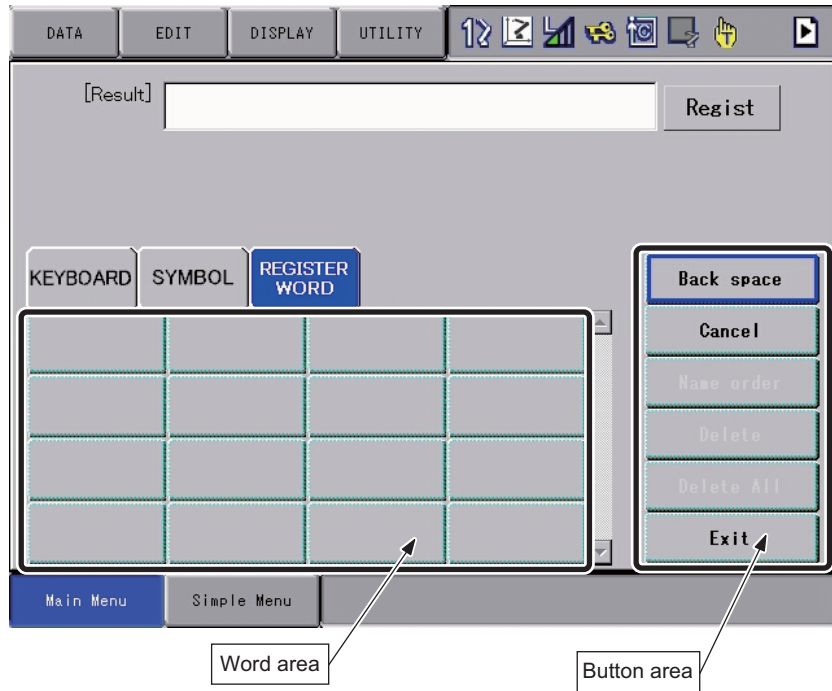 DATA EDIT DISPLAY UTILITY
[Result] Regist
KEYBOARD SYMBOL REGISTER WORD
Back space
Cancel
Name order
Delete
Delete All
Exit
Main Menu Simple Menu
Word area
Button area